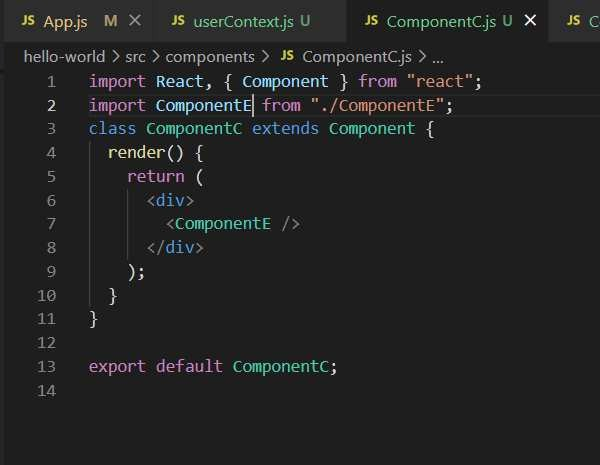 JS App.js M × JS userContext.js U JS ComponentC.js U × JS C
hello-world > src > components > JS ComponentC.js > ...
1 import React, { Component } from "react";
2 import ComponentE from "./ComponentE";
3 class ComponentC extends Component {
4 render() {
5 return (
6 <div>
7 <ComponentE />
8 </div>
9 );
10 }
11 }
12
13 export default ComponentC;
14